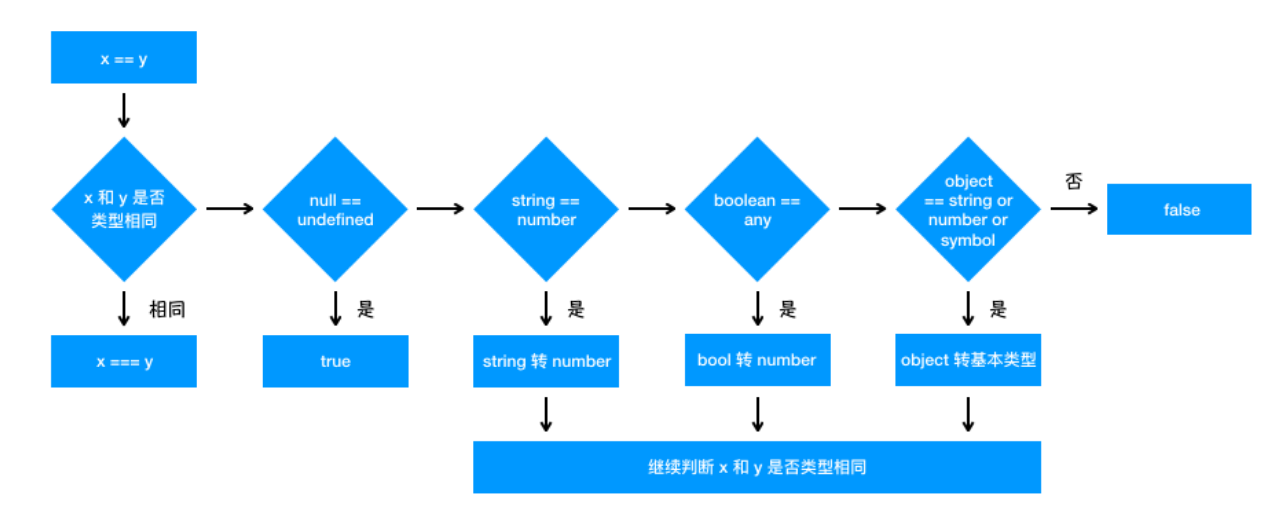 x == y
x 和 y 是否
类型相同
null ==
undefined
string ==
number
boolean ==
any
object
== string or
number or
symbol
否
false
相同
是
是
是
是
x === y
true
string 转 number
bool 转 number
object 转基本类型
继续判断 x 和 y 是否类型相同